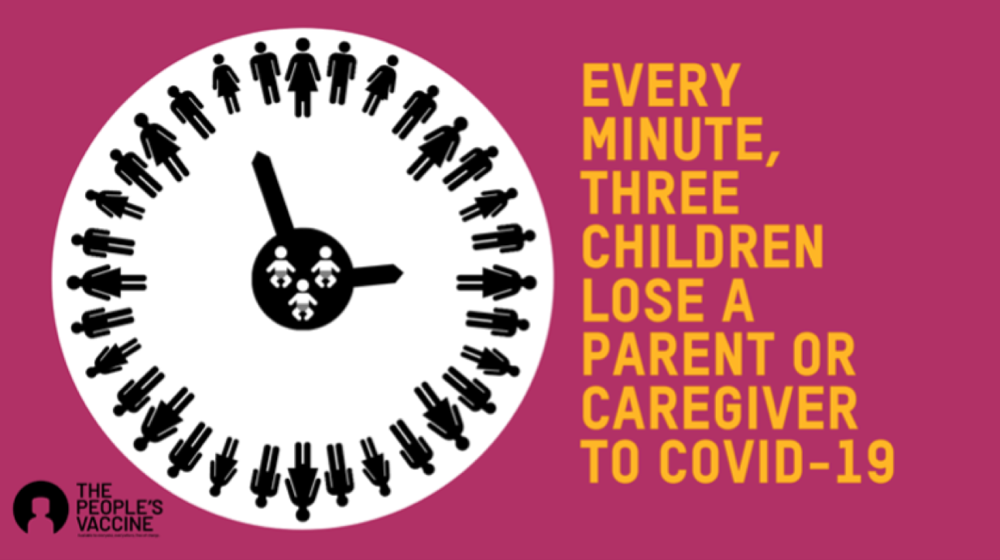 EVERY
MINUTE,
THREE
CHILDREN
LOSE A
PARENT OR
CAREGIVER
TO COVID-19
THE
PEOPLE'S
VACCINE